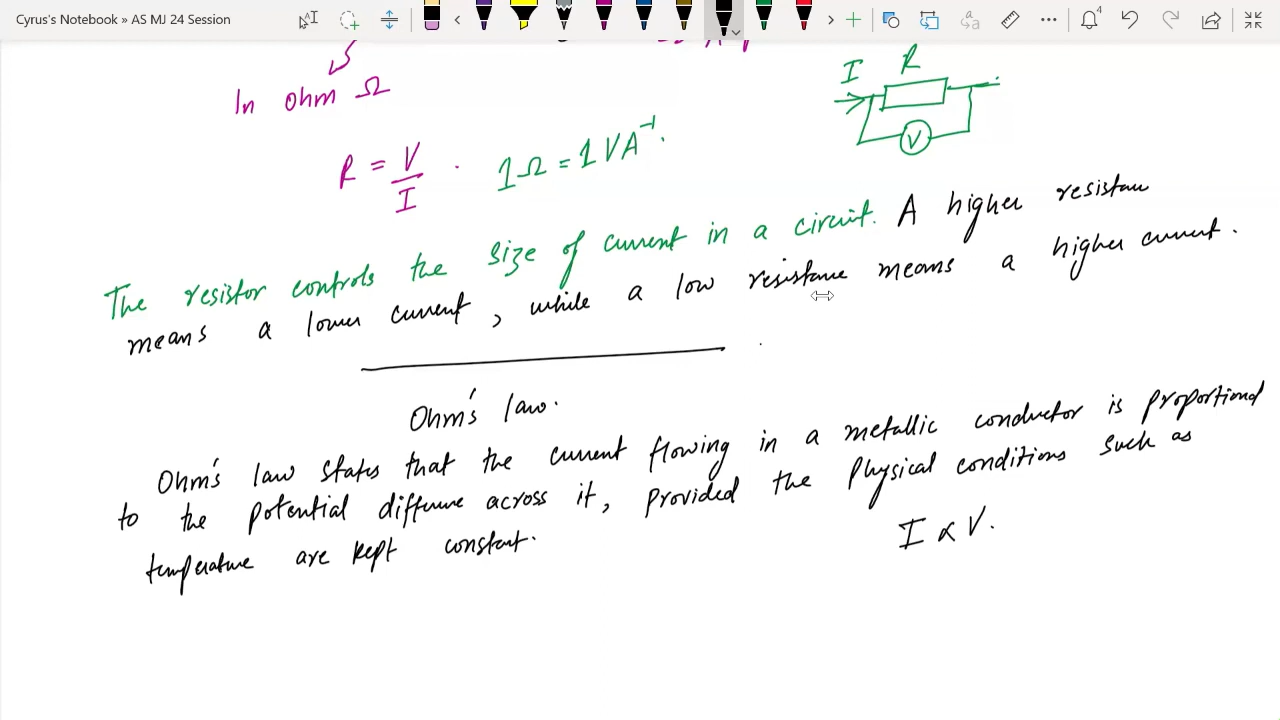 Cyrus's Notebook » AS MJ 24 Session
In ohm Ω
I R
V
R = V/I . 1Ω = 1VA⁻¹.
The resistor controls the size of current in a circuit. A higher resistance
means a lower current, while a low resistance means a higher current.
Ohm's law.
Ohm's law states that the current flowing in a metallic conductor is proportional
to the potential difference across it, provided the physical conditions such as
temperature are kept constant.
I ∝ V.